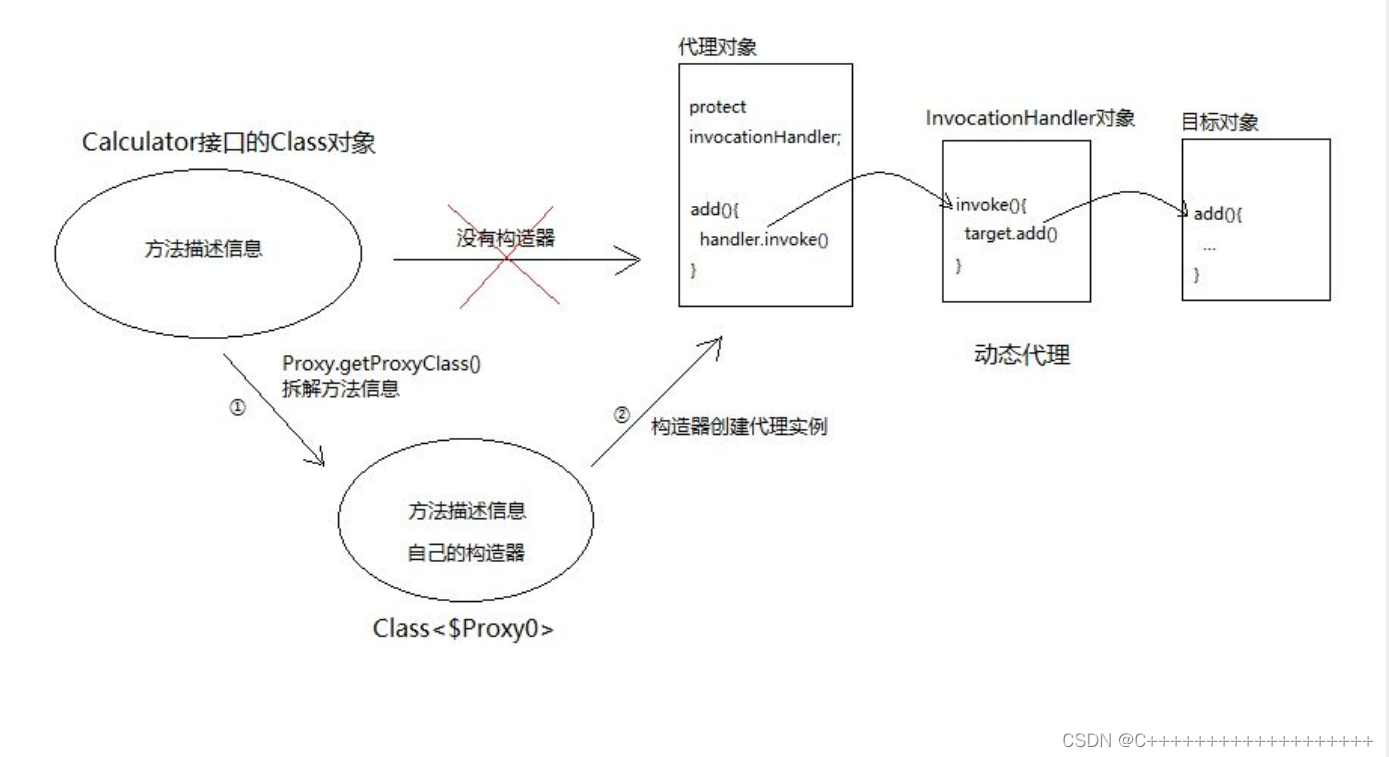 代理对象
protect
invocationHandler;
add(){
handler.invoke()
}
InvocationHandler对象
invoke(){
target.add()
}
目标对象
add(){
...
}
Calculator接口的Class对象
方法描述信息
没有构造器
动态代理
Proxy.getProxyClass()
拆解方法信息
①
②
构造器创建代理实例
方法描述信息
自己的构造器
Class<$Proxy0>
CSDN @C+++++++++++++++++++